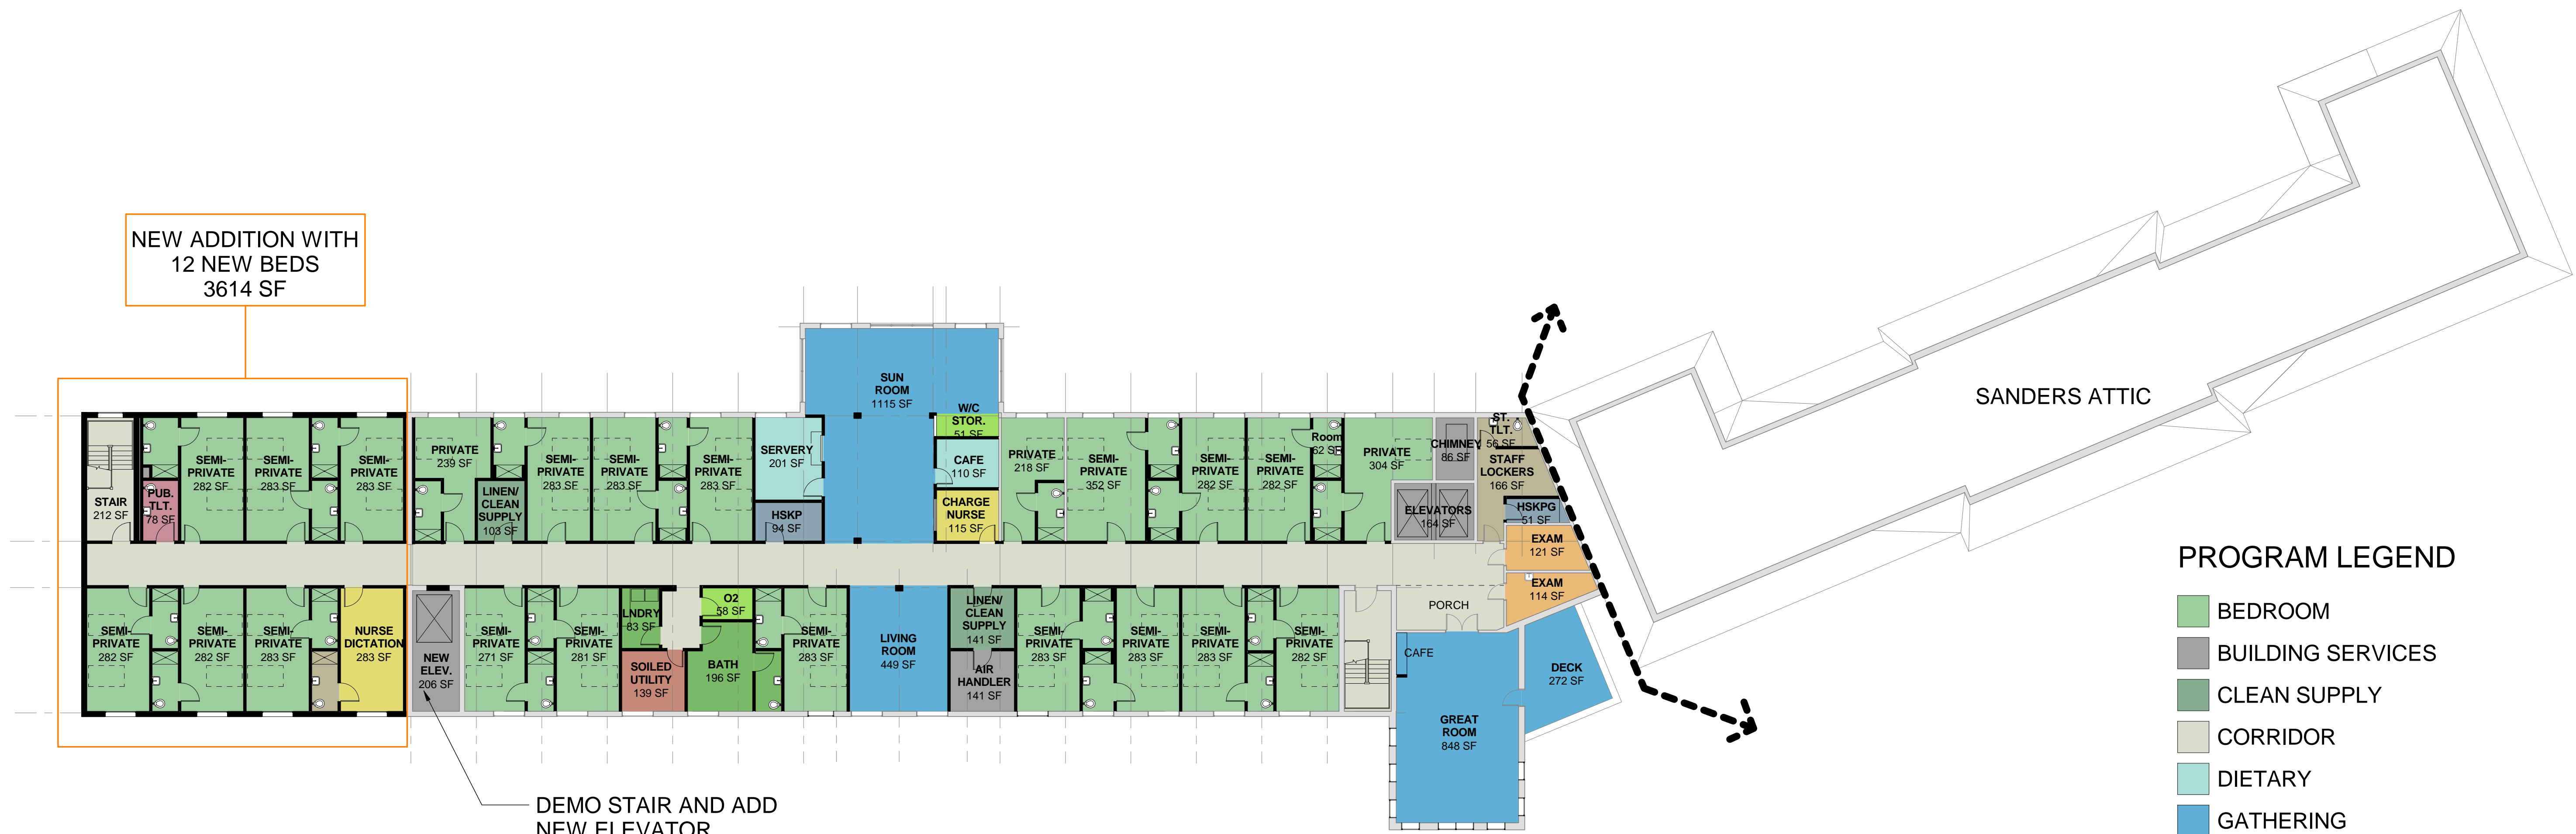 NEW ADDITION WITH
12 NEW BEDS
3614 SF
SANDERS ATTIC
SUN
ROOM
1115 SF
STAIR
212 SF
PUB.
TLT.
78 SF
SEMI-
PRIVATE
282 SF
SEMI-
PRIVATE
283 SF
SEMI-
PRIVATE
283 SF
PRIVATE
239 SF
LINEN/
CLEAN
SUPPLY
103 SF
SEMI-
PRIVATE
283 SF
SEMI-
PRIVATE
283 SF
SEMI-
PRIVATE
283 SF
SERVERY
201 SF
HSKP
94 SF
W/C
STOR.
51 SF
CAFE
110 SF
CHARGE
NURSE
115 SF
PRIVATE
218 SF
SEMI-
PRIVATE
352 SF
SEMI-
PRIVATE
282 SF
SEMI-
PRIVATE
282 SF
Room
62 SF
PRIVATE
304 SF
CHIMNEY
86 SF
ELEVATORS
164 SF
ST.
TLT.
56 SF
STAFF
LOCKERS
166 SF
HSKPG
51 SF
EXAM
121 SF
EXAM
114 SF
SEMI-
PRIVATE
282 SF
SEMI-
PRIVATE
282 SF
SEMI-
PRIVATE
283 SF
NURSE
DICTATION
283 SF
NEW
ELEV.
206 SF
SEMI-
PRIVATE
271 SF
SEMI-
PRIVATE
281 SF
LNDRY
83 SF
SOILED
UTILITY
139 SF
O2
58 SF
BATH
196 SF
SEMI-
PRIVATE
283 SF
LIVING
ROOM
449 SF
LINEN/
CLEAN
SUPPLY
141 SF
AIR
HANDLER
141 SF
SEMI-
PRIVATE
283 SF
SEMI-
PRIVATE
283 SF
SEMI-
PRIVATE
283 SF
SEMI-
PRIVATE
282 SF
PORCH
CAFE
GREAT
ROOM
848 SF
DECK
272 SF
DEMO STAIR AND ADD
NEW ELEVATOR
PROGRAM LEGEND
BEDROOM
BUILDING SERVICES
CLEAN SUPPLY
CORRIDOR
DIETARY
GATHERING